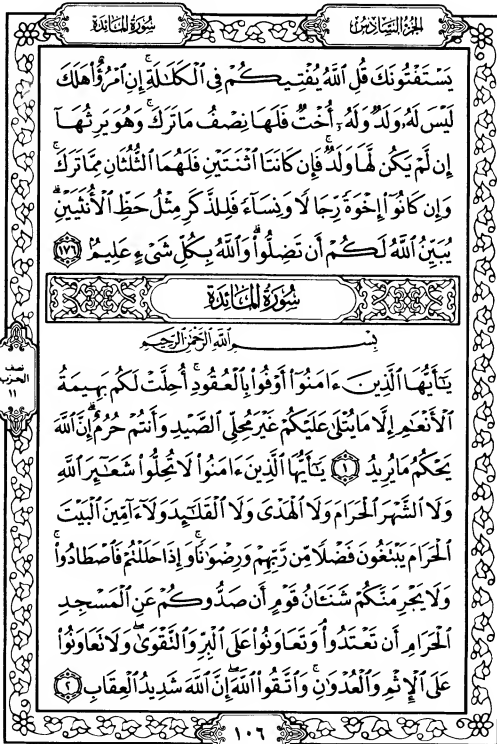 الجزء السادس
سورة المائدة
يَسْتَفْتُونَكَ قُلِ ٱللَّهُ يُفْتِيكُمْ فِي ٱلْكَلَٰلَةِ ۚ إِنِ ٱمْرُؤٌا۟ هَلَكَ
لَيْسَ لَهُۥ وَلَدٌ وَلَهُۥٓ أُخْتٌ فَلَهَا نِصْفُ مَا تَرَكَ ۚ وَهُوَ يَرِثُهَآ
إِن لَّمْ يَكُن لَّهَا وَلَدٌ ۚ فَإِن كَانَتَا ٱثْنَتَيْنِ فَلَهُمَا ٱلثُّلُثَانِ مِمَّا تَرَكَ ۚ
وَإِن كَانُوٓا۟ إِخْوَةً رِّجَالًا وَنِسَآءً فَلِلذَّكَرِ مِثْلُ حَظِّ ٱلْأُنثَيَيْنِ ۗ
يُبَيِّنُ ٱللَّهُ لَكُمْ أَن تَضِلُّوا۟ ۗ وَٱللَّهُ بِكُلِّ شَىْءٍ عَلِيمٌۢ ١٧٦
سُورَةُ المَائِدَةِ
بِسْمِ ٱللَّهِ ٱلرَّحْمَٰنِ ٱلرَّحِيمِ
يَٰٓأَيُّهَا ٱلَّذِينَ ءَامَنُوٓا۟ أَوْفُوا۟ بِٱلْعُقُودِ ۚ أُحِلَّتْ لَكُم بَهِيمَةُ
ٱلْأَنْعَٰمِ إِلَّا مَا يُتْلَىٰ عَلَيْكُمْ غَيْرَ مُحِلِّى ٱلصَّيْدِ وَأَنتُمْ حُرُمٌ ۗ إِنَّ ٱللَّهَ
يَحْكُمُ مَا يُرِيدُ ١ يَٰٓأَيُّهَا ٱلَّذِينَ ءَامَنُوا۟ لَا تُحِلُّوا۟ شَعَٰٓئِرَ ٱللَّهِ
وَلَا ٱلشَّهْرَ ٱلْحَرَامَ وَلَا ٱلْهَدْىَ وَلَا ٱلْقَلَٰٓئِدَ وَلَآ ءَآمِّينَ ٱلْبَيْتَ
ٱلْحَرَامَ يَبْتَغُونَ فَضْلًا مِّن رَّبِّهِمْ وَرِضْوَٰنًا ۚ وَإِذَا حَلَلْتُمْ فَٱصْطَادُوا۟ ۚ
وَلَا يَجْرِمَنَّكُمْ شَنَـَٔانُ قَوْمٍ أَن صَدُّوكُمْ عَنِ ٱلْمَسْجِدِ
ٱلْحَرَامِ أَن تَعْتَدُوا۟ ۘ وَتَعَاوَنُوا۟ عَلَى ٱلْبِرِّ وَٱلتَّقْوَىٰ ۖ وَلَا تَعَاوَنُوا۟
عَلَى ٱلْإِثْمِ وَٱلْعُدْوَٰنِ ۚ وَٱتَّقُوا۟ ٱللَّهَ ۖ إِنَّ ٱللَّهَ شَدِيدُ ٱلْعِقَابِ ٢
نصف
الحزب
١١
١٠٦